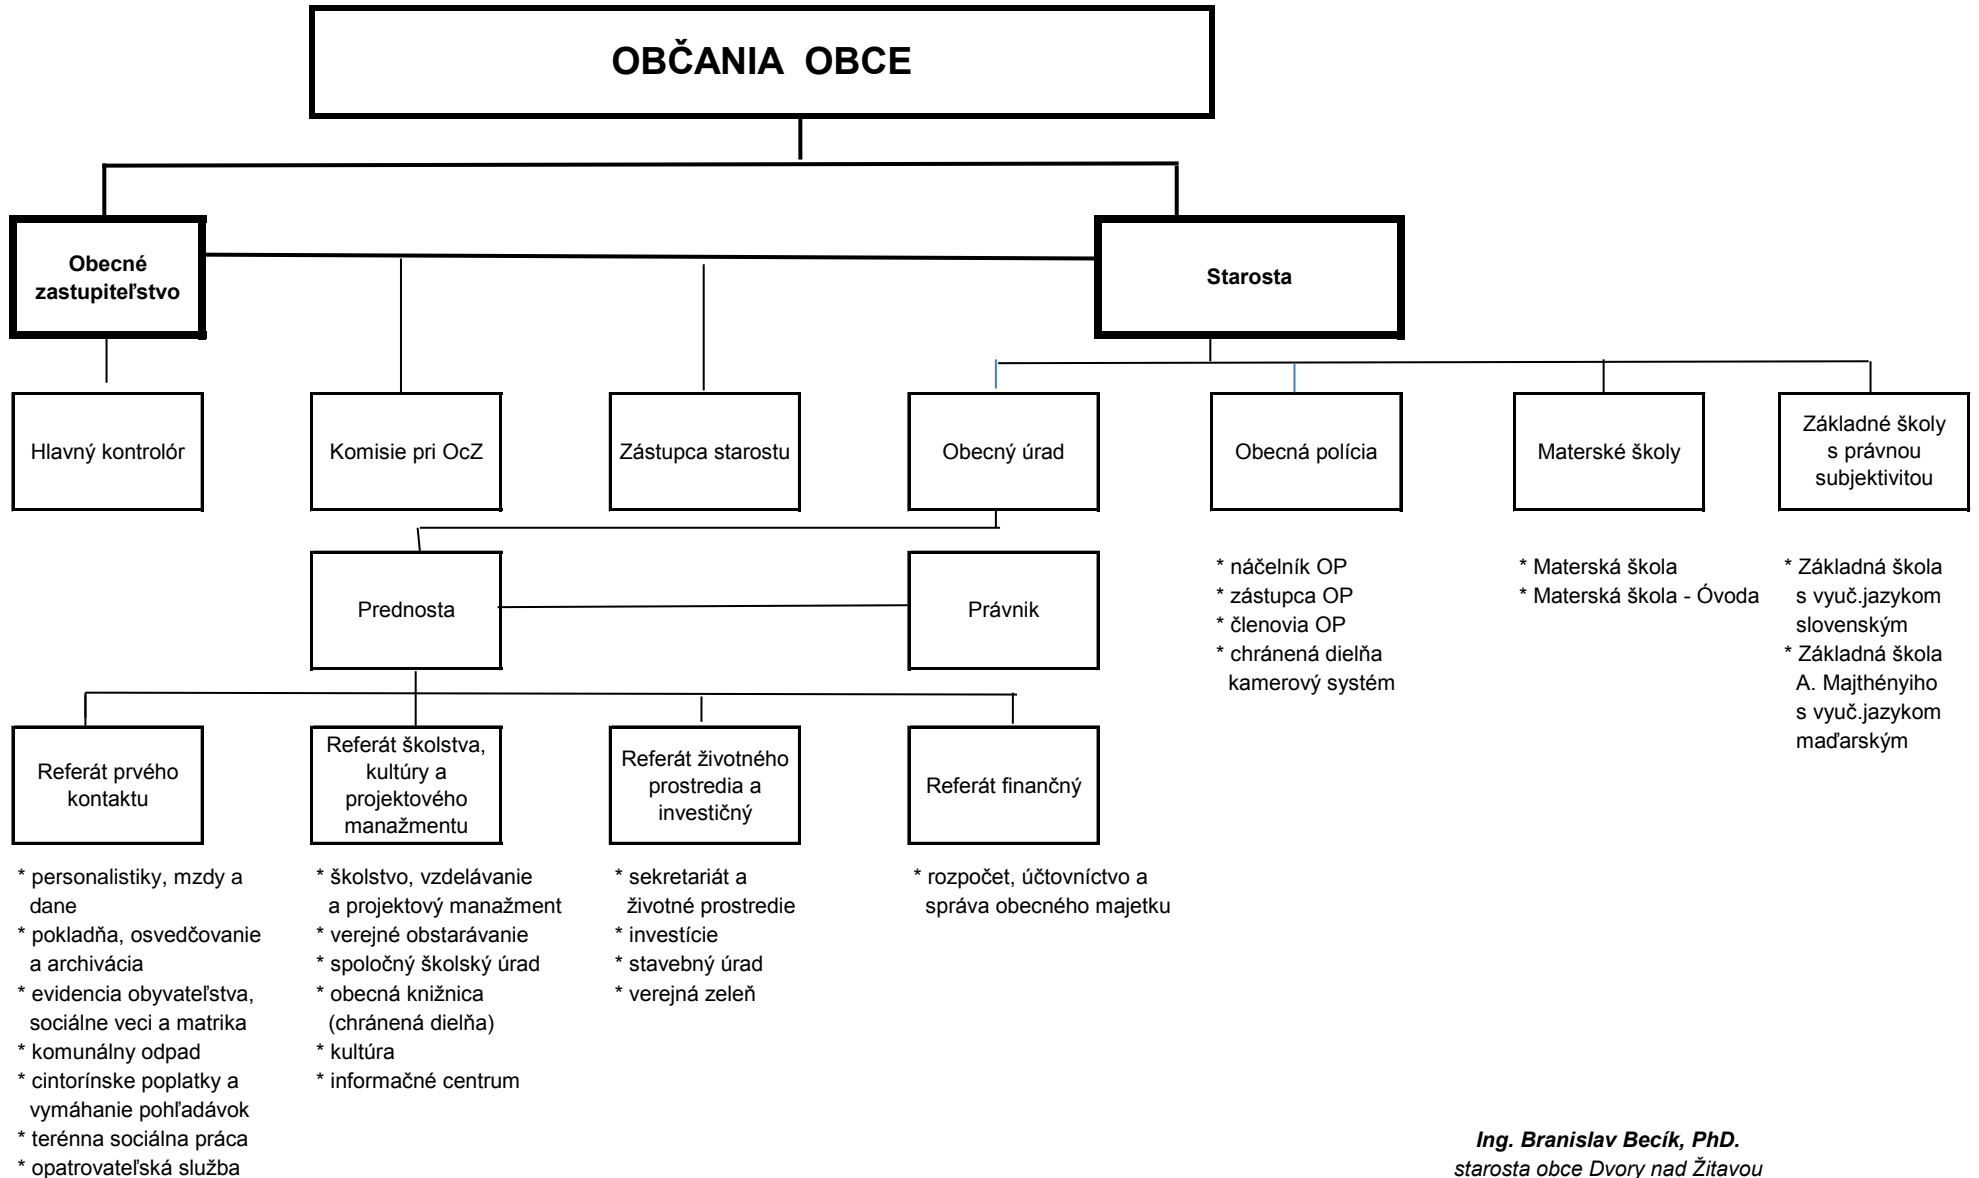 OBČANIA OBCE
Obecné
zastupiteľstvo
Starosta
Hlavný kontrolór
Komisie pri OcZ
Zástupca starostu
Obecný úrad
Obecná polícia
Materské školy
Základné školy
s právnou
subjektivitou
Prednosta
Právnik
* náčelník OP
* zástupca OP
* členovia OP
* chránená dielňa
kamerový systém
* Materská škola
* Materská škola - Óvoda
* Základná škola
s vyuč.jazykom
slovenským
* Základná škola
A. Majthényiho
s vyuč.jazykom
maďarským
Referát prvého
kontaktu
Referát školstva,
kultúry a
projektového
manažmentu
Referát životného
prostredia a
investičný
Referát finančný
* personalistiky, mzdy a
dane
* pokladňa, osvedčovanie
a archivácia
* evidencia obyvateľstva,
sociálne veci a matrika
* komunálny odpad
* cintorínske poplatky a
vymáhanie pohľadávok
* terénna sociálna práca
* opatrovateľská služba
* školstvo, vzdelávanie
a projektový manažment
* verejné obstarávanie
* spoločný školský úrad
* obecná knižnica
(chránená dielňa)
* kultúra
* informačné centrum
* sekretariát a
životné prostredie
* investície
* stavebný úrad
* verejná zeleň
* rozpočet, účtovníctvo a
správa obecného majetku
Ing. Branislav Becík, PhD.
starosta obce Dvory nad Žitavou